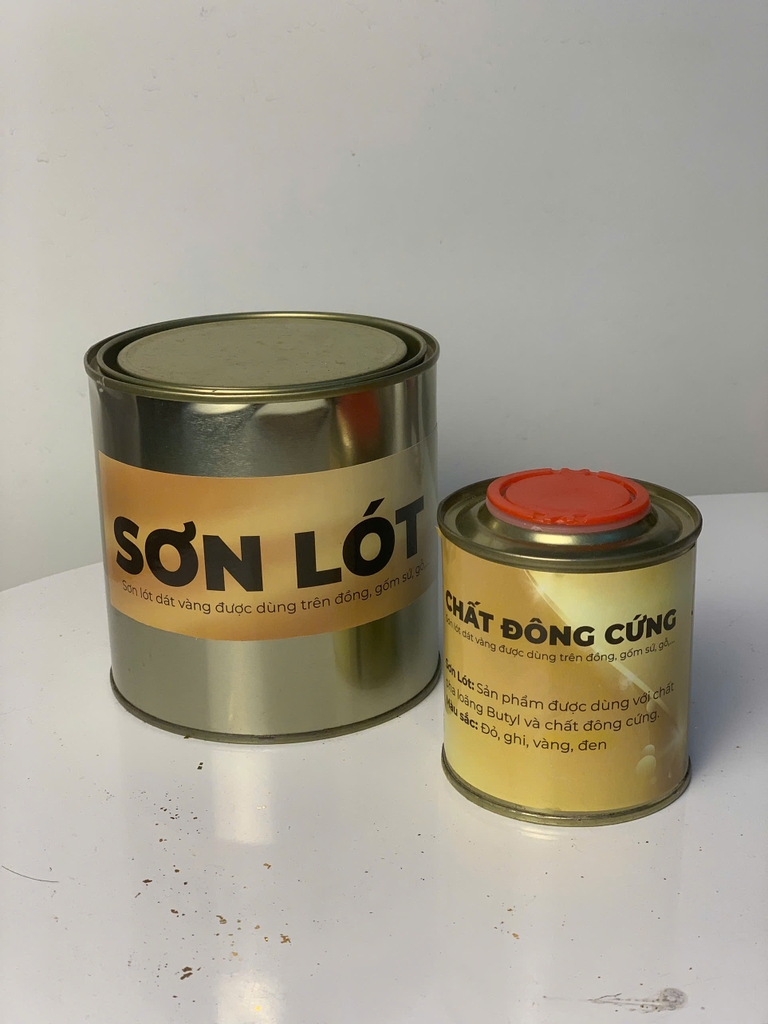 SƠN LÓT
Sơn lót dát vàng được dùng trên đồng, gốm sứ, gỗ...
CHẤT ĐÔNG CỨNG
Sơn lót dát vàng được dùng trên đồng, gốm sứ, gỗ,...
Sơn Lót: Sản phẩm được dùng với chất
pha loãng Butyl và chất đông cứng.
Màu sắc: Đỏ, ghi, vàng, đen